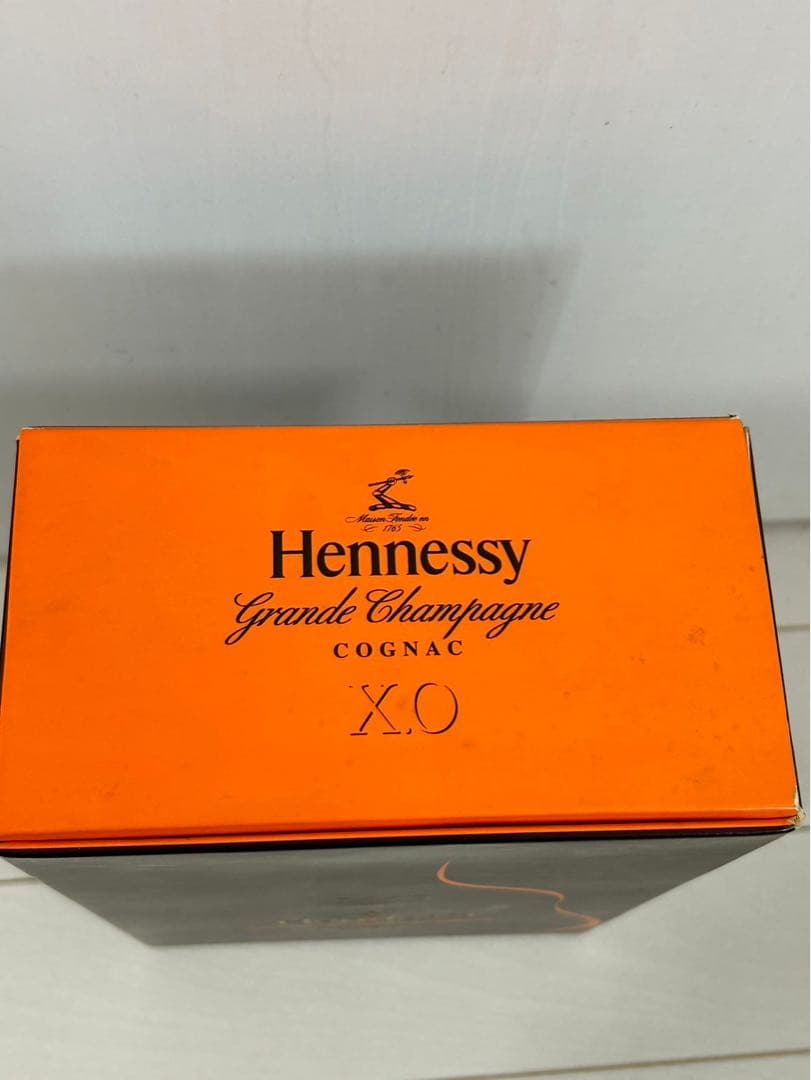 Maison Fondée en
1765
Hennessy
Grande Champagne
COGNAC
X.O